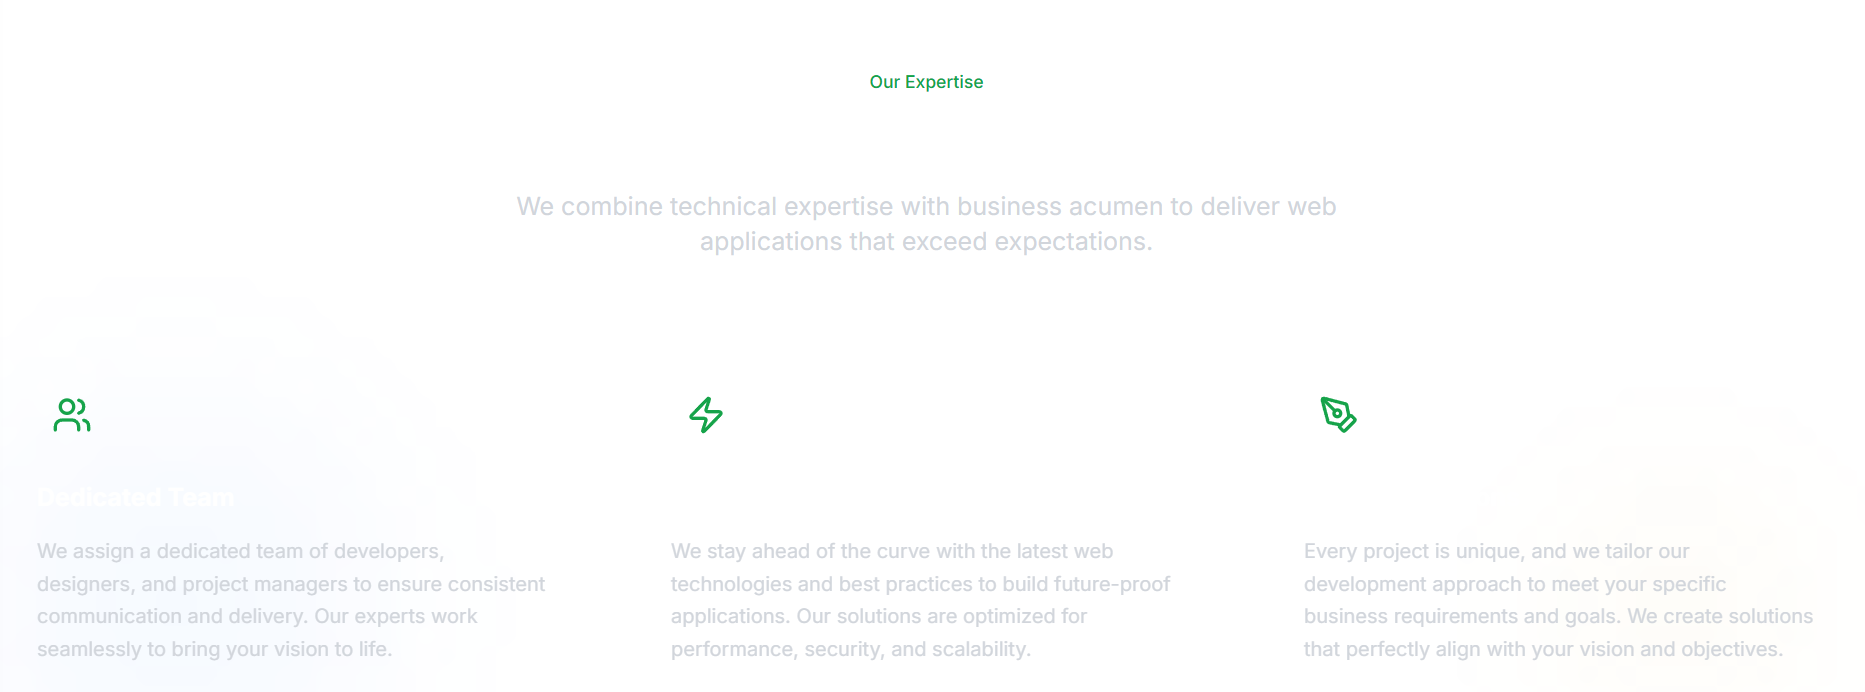 Our Expertise
We combine technical expertise with business acumen to deliver web
applications that exceed expectations.
Dedicated Team
We assign a dedicated team of developers,
designers, and project managers to ensure consistent
communication and delivery. Our experts work
seamlessly to bring your vision to life.
We stay ahead of the curve with the latest web
technologies and best practices to build future-proof
applications. Our solutions are optimized for
performance, security, and scalability.
Every project is unique, and we tailor our
development approach to meet your specific
business requirements and goals. We create solutions
that perfectly align with your vision and objectives.